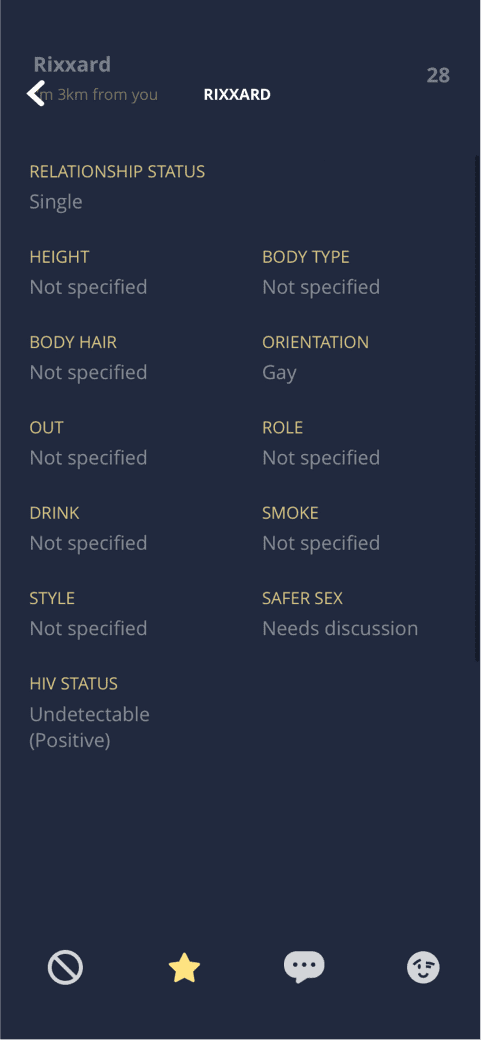 Rixxard
28
m 3km from you
RIXXARD
RELATIONSHIP STATUS
Single
HEIGHT
BODY TYPE
Not specified
Not specified
BODY HAIR
ORIENTATION
Not specified
Gay
OUT
ROLE
Not specified
Not specified
DRINK
SMOKE
Not specified
Not specified
STYLE
SAFER SEX
Not specified
Needs discussion
HIV STATUS
Undetectable
(Positive)